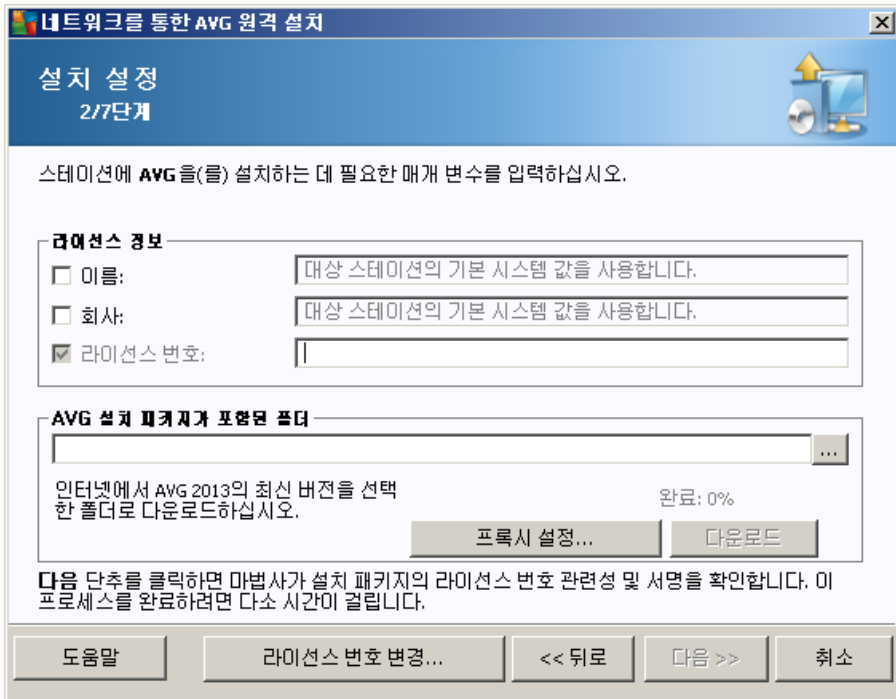 네트워크를 통한 AVG 원격 설치
설치 설정
2/7단계
스테이션에 AVG을(를) 설치하는 데 필요한 매개 변수를 입력하십시오.
라이선스 정보
이름:
대상 스테이션의 기본 시스템 값을 사용합니다.
회사:
대상 스테이션의 기본 시스템 값을 사용합니다.
라이선스 번호:
AVG 설치 패키지가 포함된 폴더
...
인터넷에서 AVG 2013의 최신 버전을 선택
한 폴더로 다운로드하십시오.
완료: 0%
프록시 설정...
다운로드
다음 단추를 클릭하면 마법사가 설치 패키지의 라이선스 번호 관련성 및 서명을 확인합니다. 이
프로세스를 완료하려면 다소 시간이 걸립니다.
도움말
라이선스 번호 변경...
<< 뒤로
다음 >>
취소